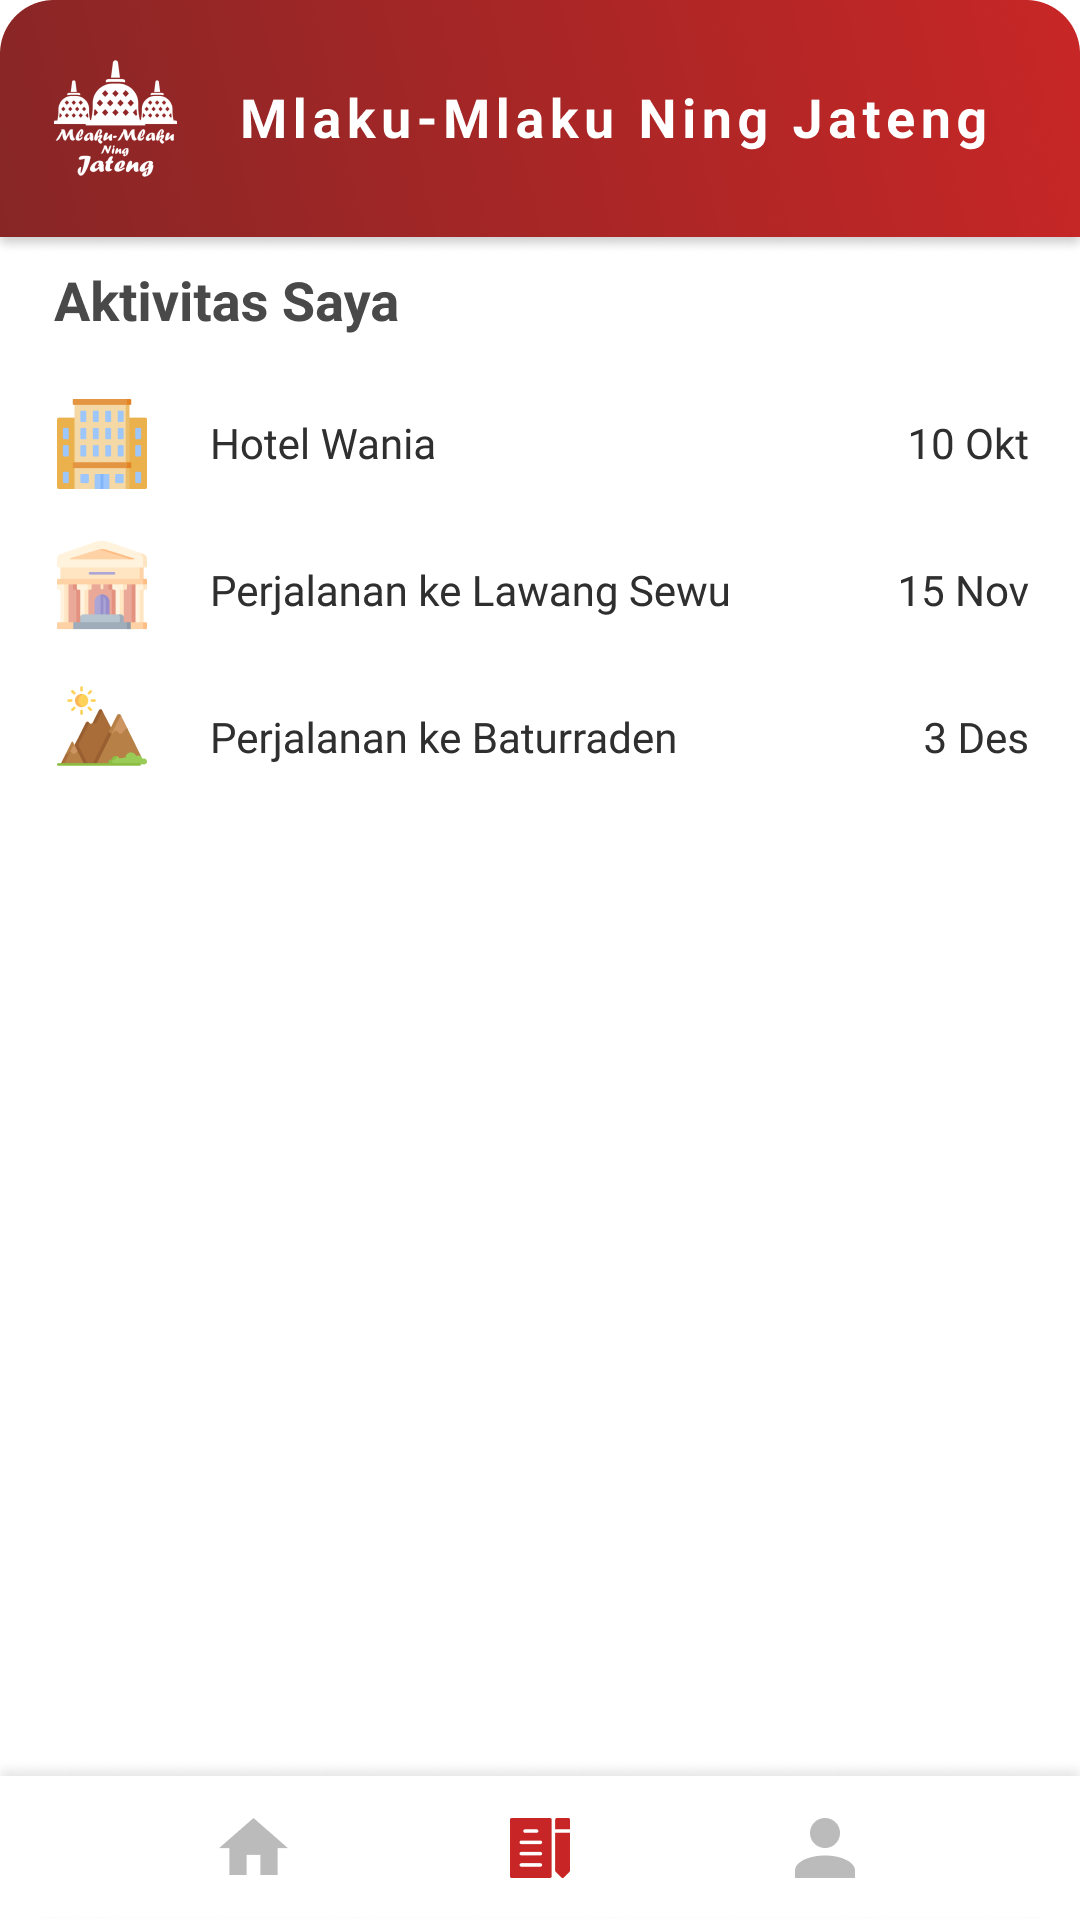 Mlaku-Mlaku
Ning
Jateng
Mlaku-Mlaku Ning Jateng
Aktivitas Saya
Hotel Wania 10 Okt
Perjalanan ke Lawang Sewu 15 Nov
Perjalanan ke Baturraden 3 Des